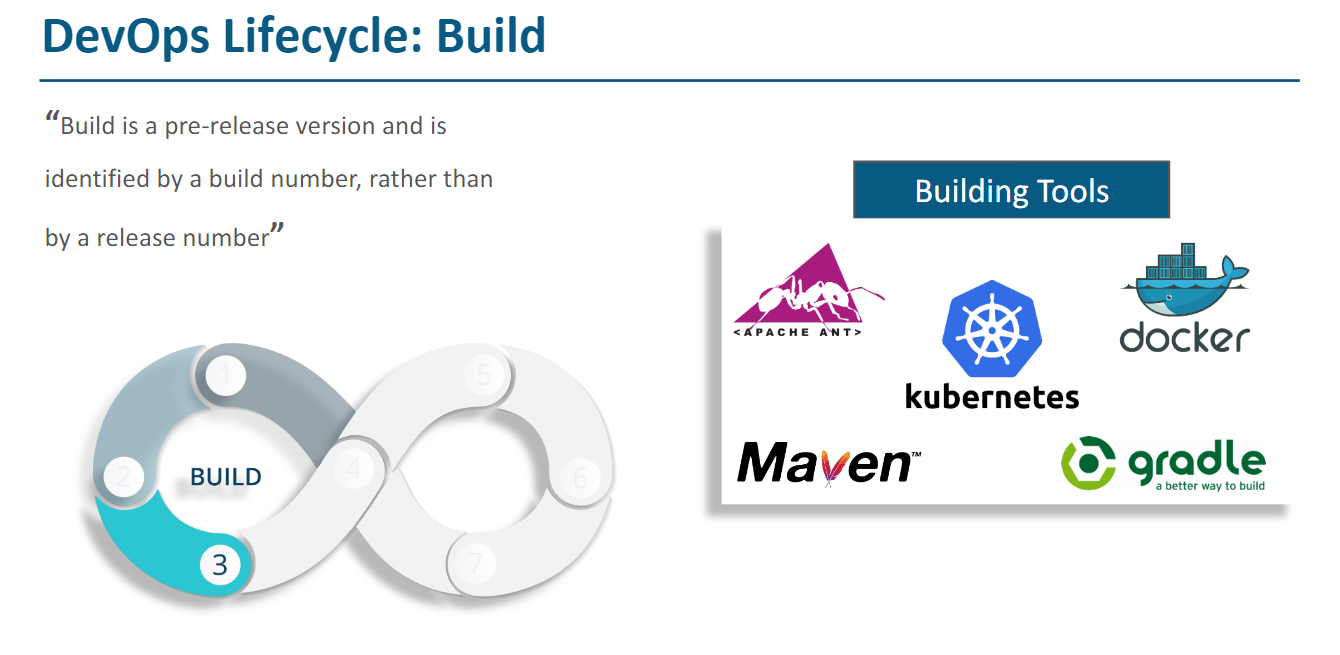 DevOps Lifecycle: Build
“Build is a pre-release version and is
identified by a build number, rather than
by a release number”
Building Tools
<APACHE ANT>
docker
kubernetes
Maven™
gradle
a better way to build
1
5
4
2
BUILD
6
3
7